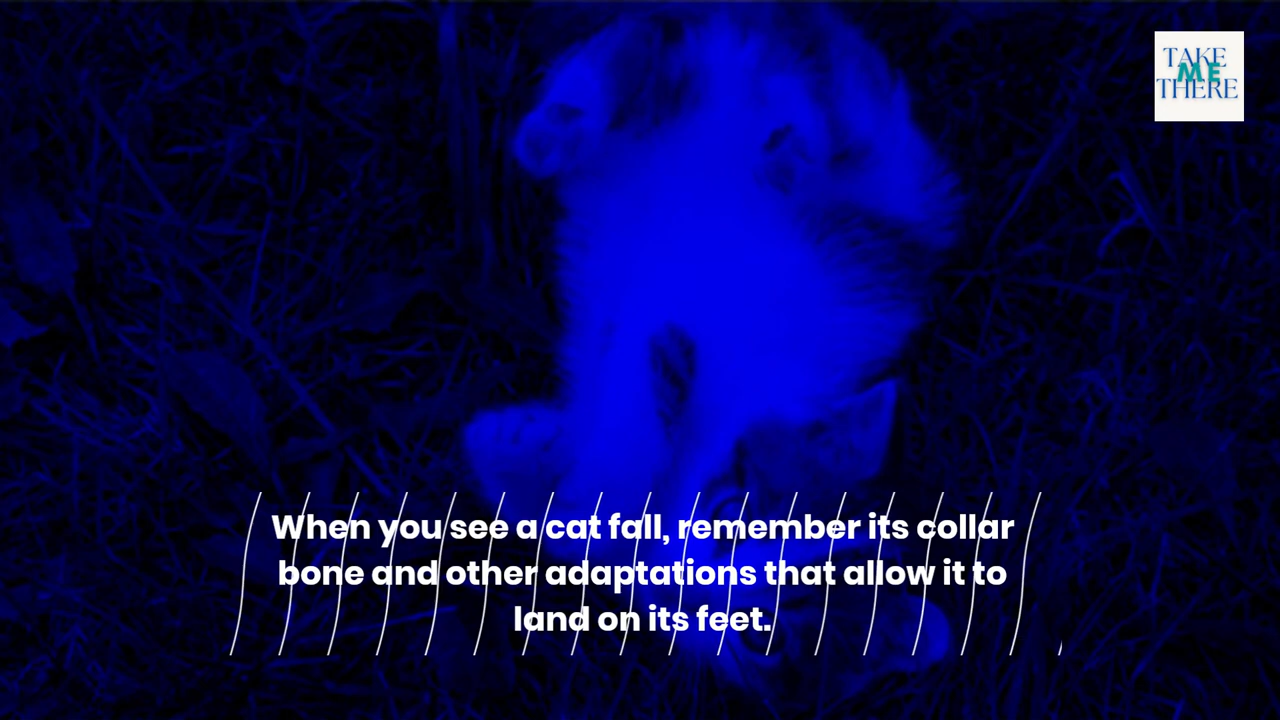 TAKE
ME
THERE
When you see a cat fall, remember its collar
bone and other adaptations that allow it to
land on its feet.